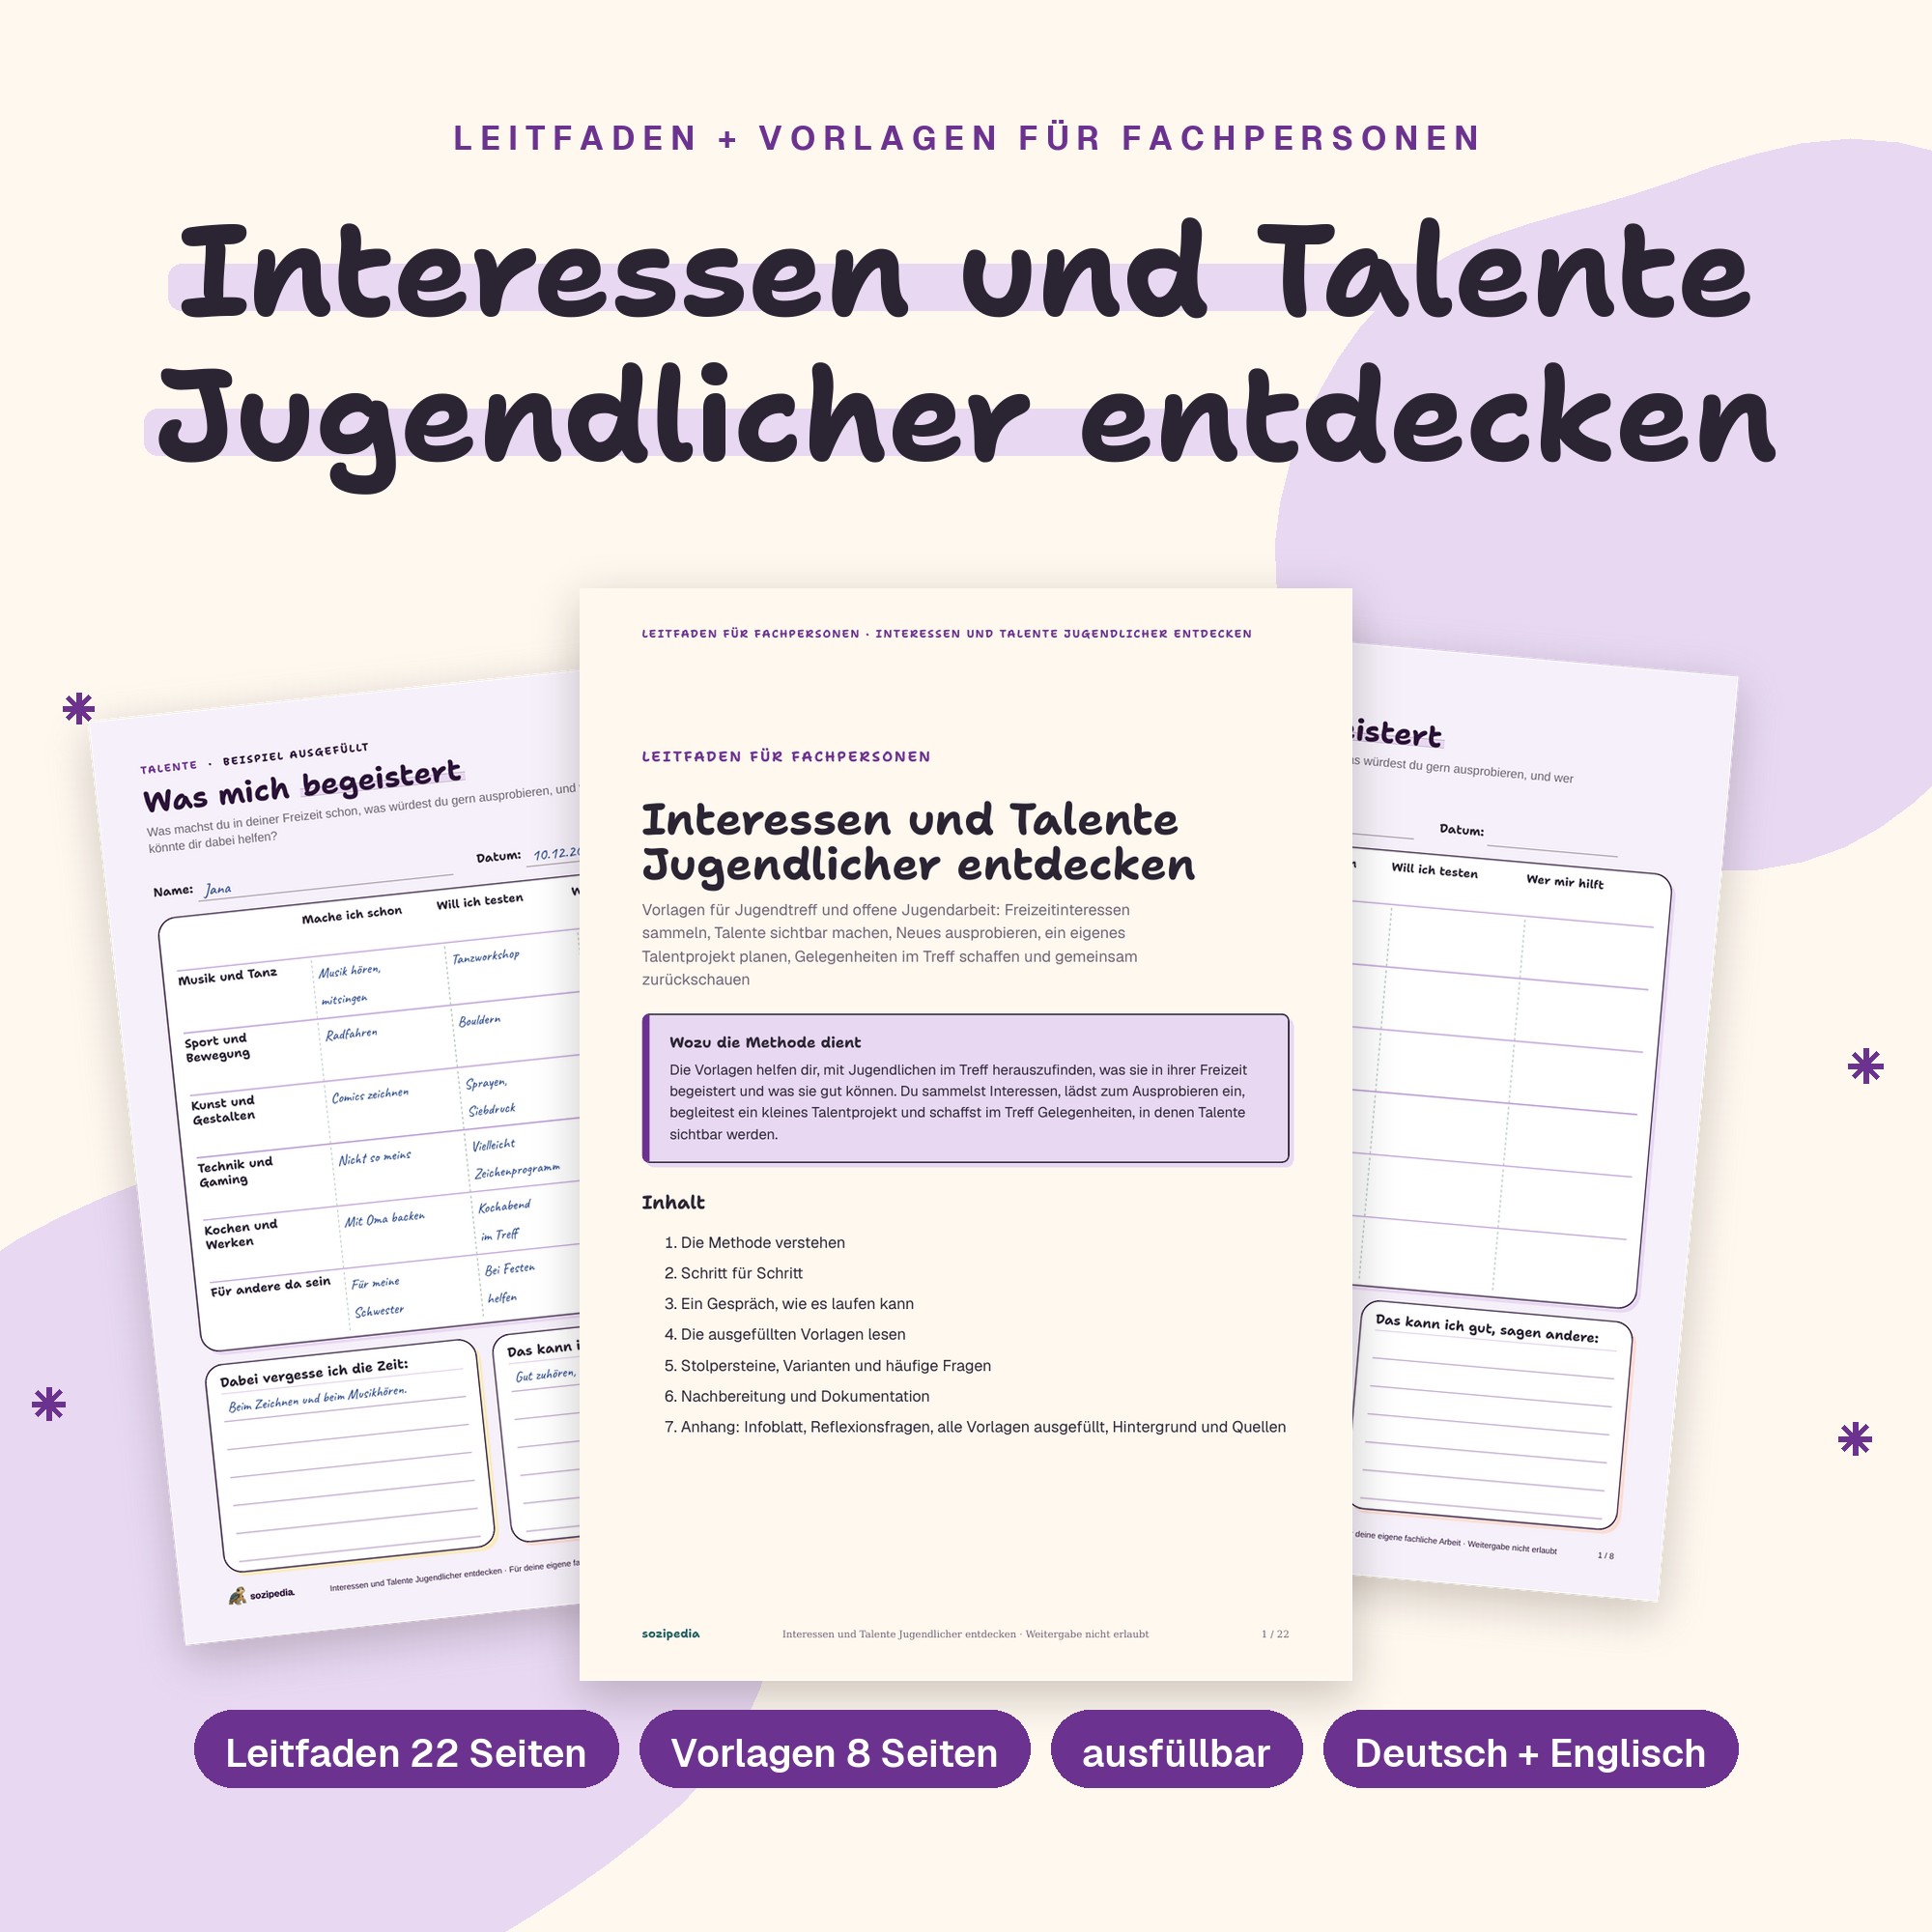 LEITFADEN + VORLAGEN FÜR FACHPERSONEN
Interessen und Talente
Jugendlicher entdecken
TALENTE · BEISPIEL AUSGEFÜLLT
Was mich begeistert
Was machst du in deiner Freizeit schon, was würdest du gern ausprobieren, und
könnte dir dabei helfen?
Name: Jana
Datum: 10.12.20
Mache ich schon
Will ich testen
Musik und Tanz
Musik hören,
mitsingen
Tanzworkshop
Sport und
Bewegung
Radfahren
Bouldern
Kunst und
Gestalten
Comics zeichnen
Sprayen,
Siebdruck
Technik und
Gaming
Nicht so meins
Vielleicht
Zeichenprogramm
Kochen und
Werken
Mit Oma backen
Kochabend
im Treff
Für andere da sein
Für meine
Schwester
Bei Festen
helfen
Dabei vergesse ich die Zeit:
Beim Zeichnen und beim Musikhören.
Das kann i
Gut zuhören,
sozipedia.
Interessen und Talente Jugendlicher entdecken · Für deine eigene fa
LEITFADEN FÜR FACHPERSONEN · INTERESSEN UND TALENTE JUGENDLICHER ENTDECKEN
LEITFADEN FÜR FACHPERSONEN
Interessen und Talente
Jugendlicher entdecken
Vorlagen für Jugendtreff und offene Jugendarbeit: Freizeitinteressen
sammeln, Talente sichtbar machen, Neues ausprobieren, ein eigenes
Talentprojekt planen, Gelegenheiten im Treff schaffen und gemeinsam
zurückschauen
Wozu die Methode dient
Die Vorlagen helfen dir, mit Jugendlichen im Treff herauszufinden, was sie in ihrer Freizeit
begeistert und was sie gut können. Du sammelst Interessen, lädst zum Ausprobieren ein,
begleitest ein kleines Talentprojekt und schaffst im Treff Gelegenheiten, in denen Talente
sichtbar werden.
Inhalt
1. Die Methode verstehen
2. Schritt für Schritt
3. Ein Gespräch, wie es laufen kann
4. Die ausgefüllten Vorlagen lesen
5. Stolpersteine, Varianten und häufige Fragen
6. Nachbereitung und Dokumentation
7. Anhang: Infoblatt, Reflexionsfragen, alle Vorlagen ausgefüllt, Hintergrund und Quellen
sozipedia
Interessen und Talente Jugendlicher entdecken · Weitergabe nicht erlaubt
1 / 22
eistert
as würdest du gern ausprobieren, und wer
Datum:
Will ich testen
Wer mir hilft
Das kann ich gut, sagen andere:
deine eigene fachliche Arbeit · Weitergabe nicht erlaubt
1 / 8
Leitfaden 22 Seiten
Vorlagen 8 Seiten
ausfüllbar
Deutsch + Englisch